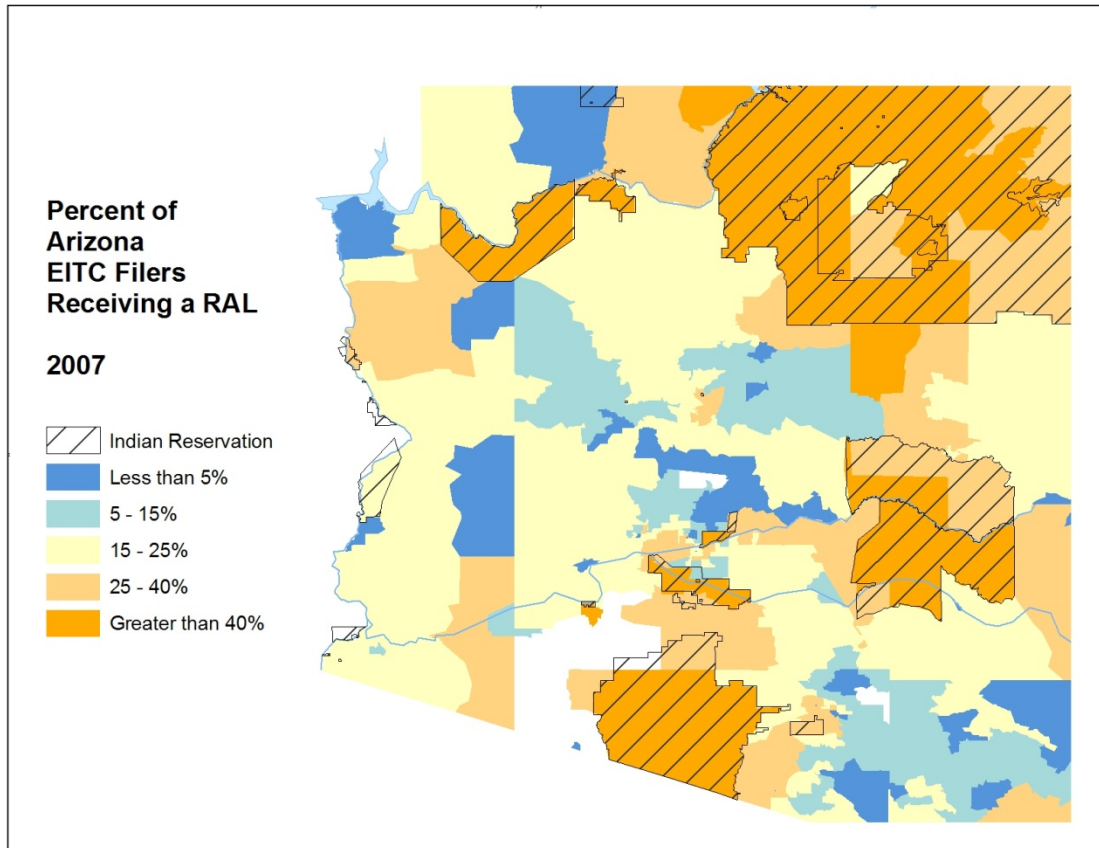 Percent of
Arizona
EITC Filers
Receiving a RAL
2007
Indian Reservation
Less than 5%
5 - 15%
15 - 25%
25 - 40%
Greater than 40%